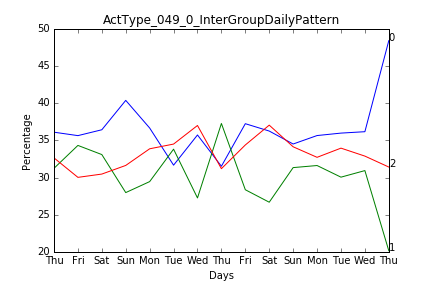 ActType_049_0_InterGroupDailyPattern
50
45
40
35
30
25
20
Percentage
0
2
1
Thu Fri Sat Sun Mon Tue Wed Thu Fri Sat Sun Mon Tue Wed Thu
Days